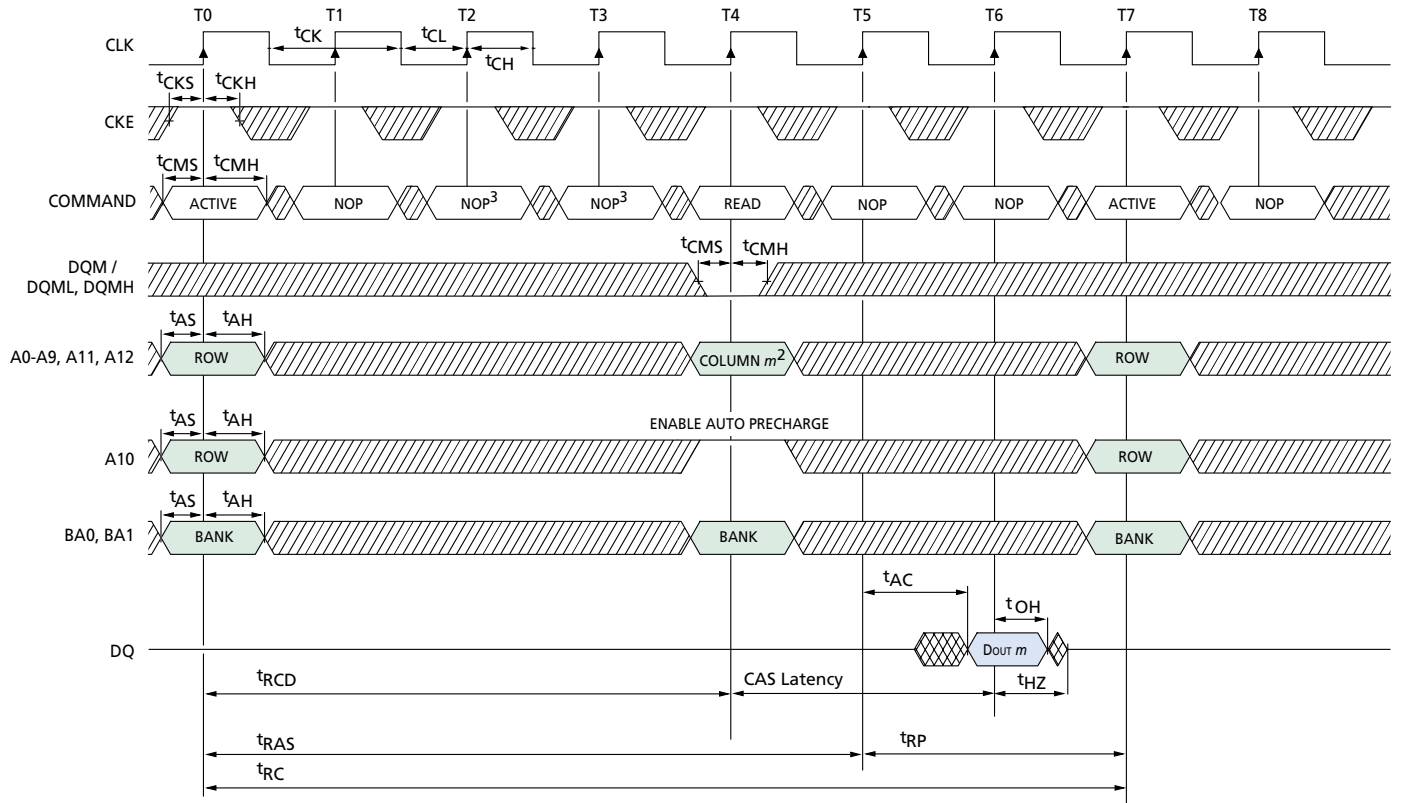 T0 T1 T2 T3 T4 T5 T6 T7 T8
CLK
tCK
tCL
tCH
tCKS tCKH
CKE
tCMS tCMH
COMMAND
ACTIVE NOP NOP3 NOP3 READ NOP NOP ACTIVE NOP
tCMS tCMH
DQM /
DQML, DQMH
tAS tAH
A0-A9, A11, A12
ROW COLUMN m2 ROW
tAS tAH
ENABLE AUTO PRECHARGE
A10
ROW ROW
tAS tAH
BA0, BA1
BANK BANK BANK
tAC
tOH
DQ
DOUT m
tRCD
CAS Latency
tHZ
tRAS
tRP
tRC